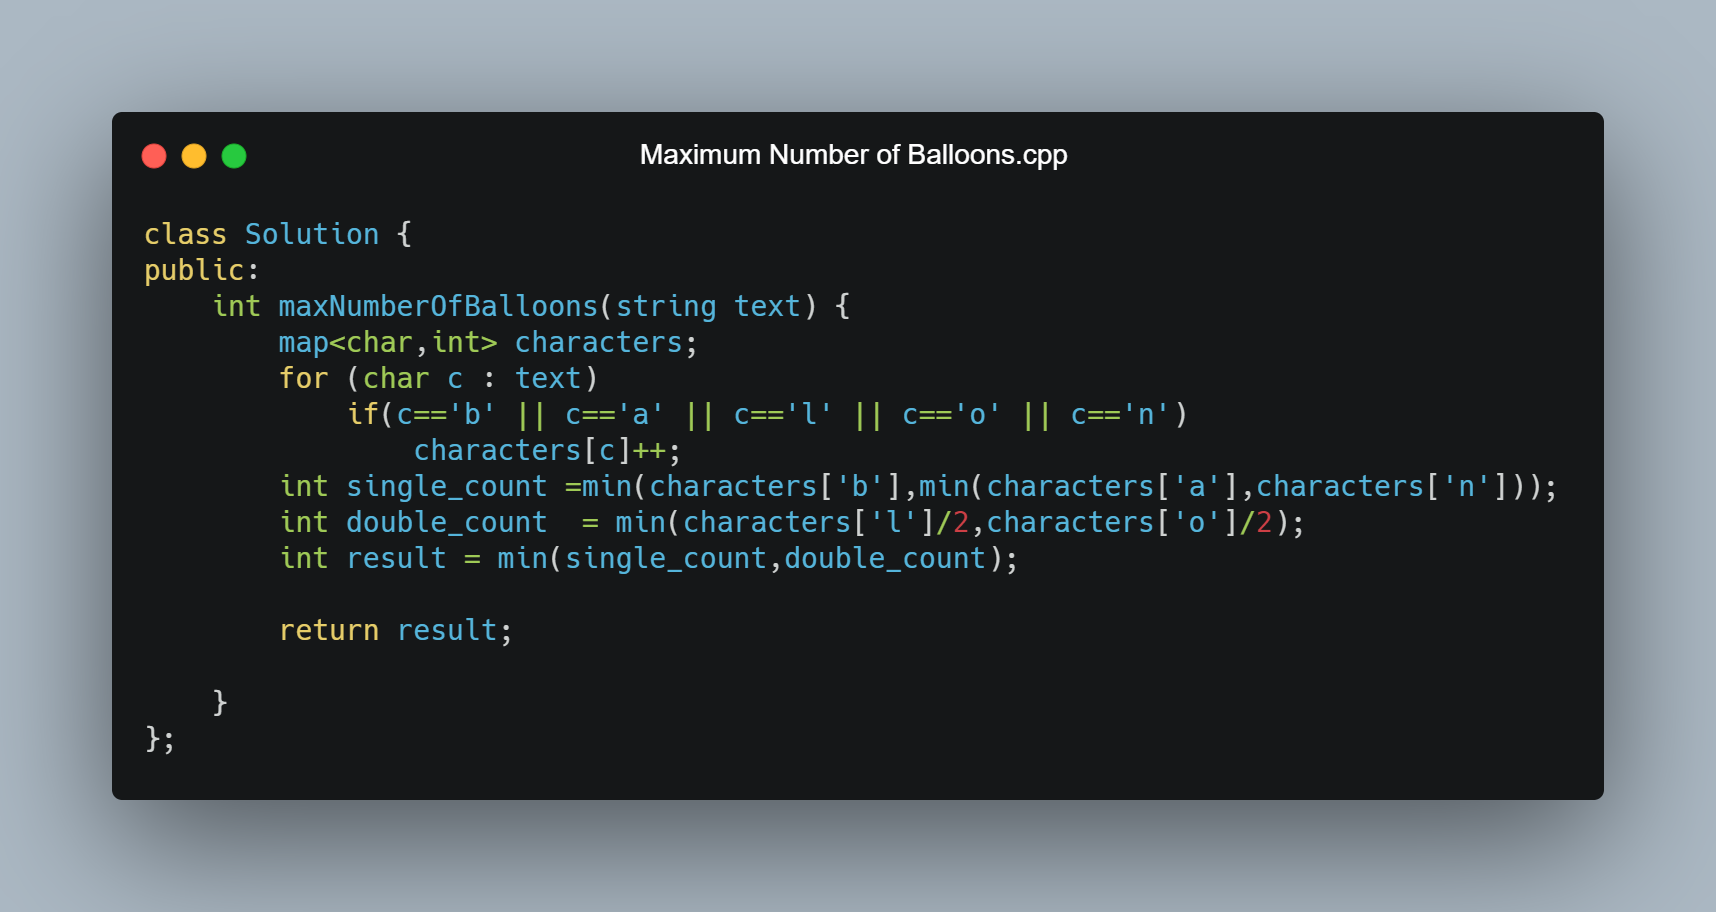 Maximum Number of Balloons.cpp
class Solution {
public:
    int maxNumberOfBalloons(string text) {
        map<char,int> characters;
        for (char c : text)
            if(c=='b' || c=='a' || c=='l' || c=='o' || c=='n')
                characters[c]++;
        int single_count =min(characters['b'],min(characters['a'],characters['n']));
        int double_count  = min(characters['l']/2,characters['o']/2);
        int result = min(single_count,double_count);
        return result;
    }
};